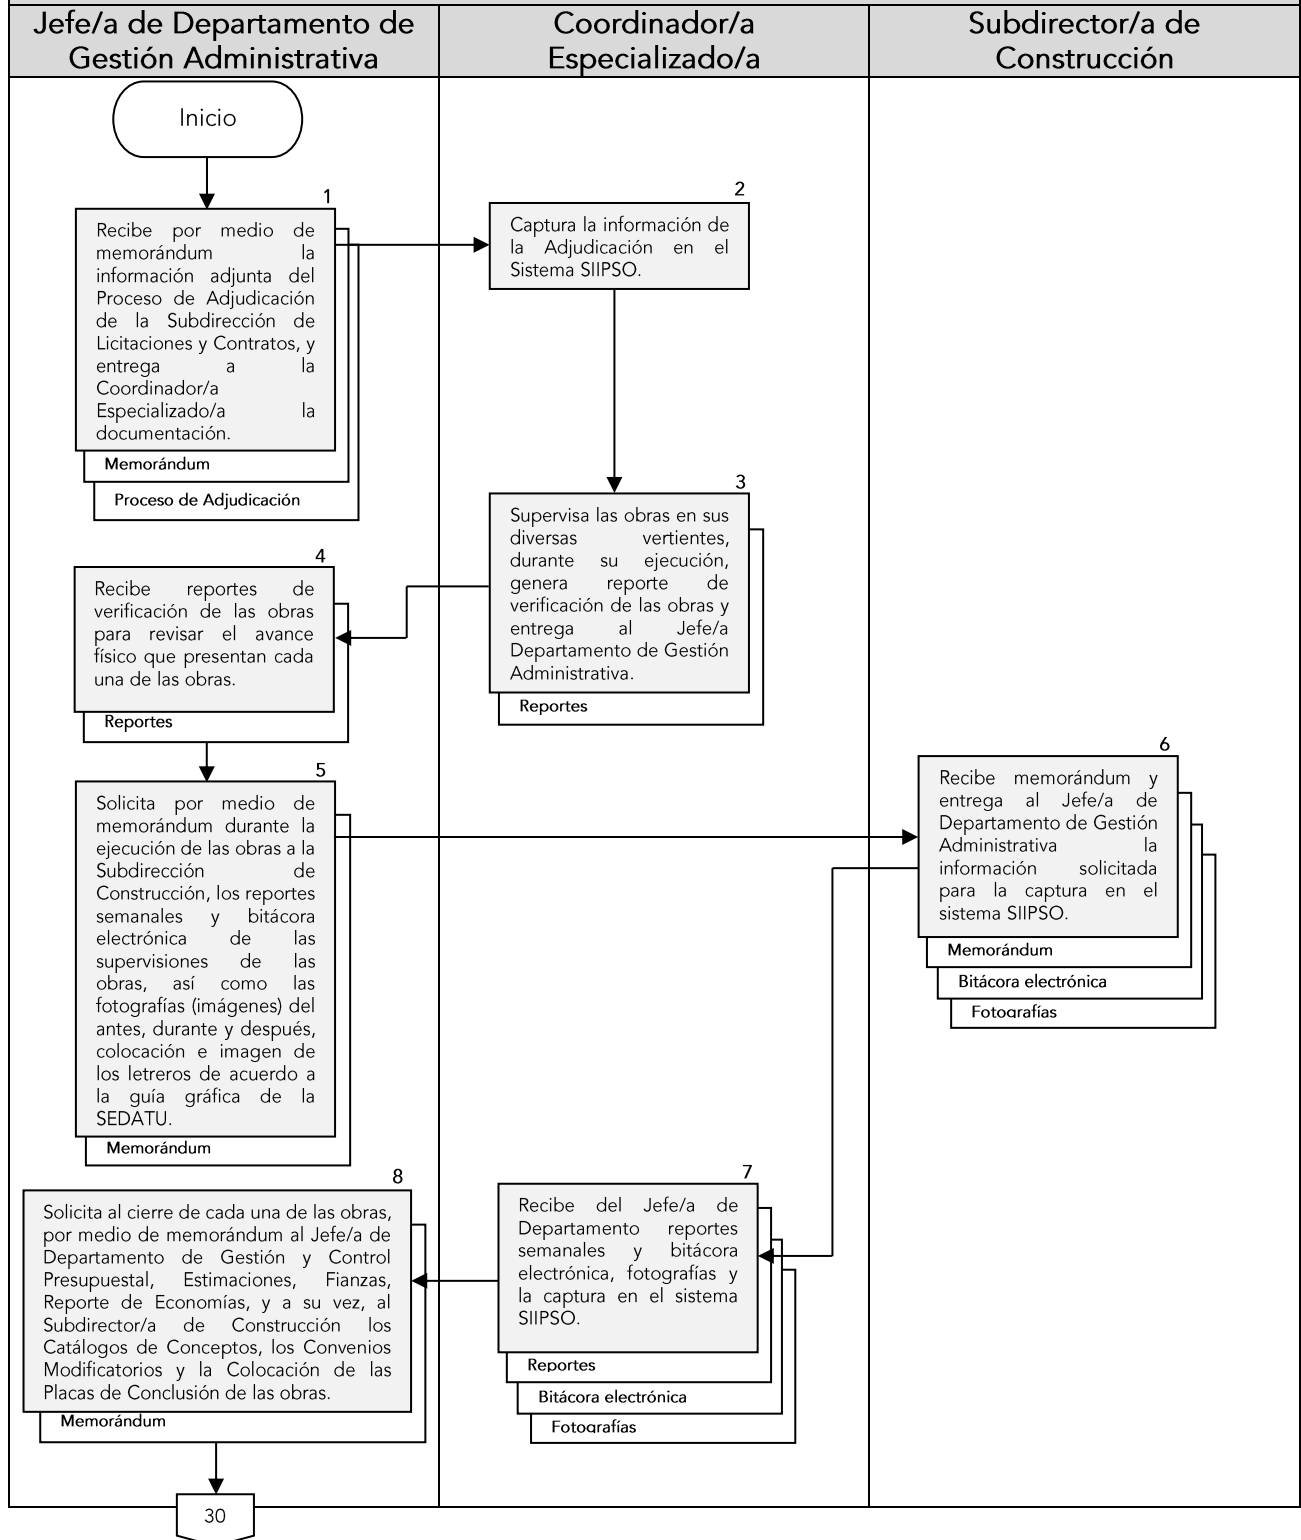 Jefe/a de Departamento de
Gestión Administrativa
Coordinador/a
Especializado/a
Subdirector/a de
Construcción
Inicio
1
Recibe por medio de
memorándum la
información adjunta del
Proceso de Adjudicación
de la Subdirección de
Licitaciones y Contratos, y
entrega a la
Coordinador/a
Especializado/a la
documentación.
Memorándum
Proceso de Adjudicación
2
Captura la información de
la Adjudicación en el
Sistema SIIPSO.
3
Supervisa las obras en sus
diversas vertientes,
durante su ejecución,
genera reporte de
verificación de las obras y
entrega al Jefe/a
Departamento de Gestión
Administrativa.
Reportes
4
Recibe reportes de
verificación de las obras
para revisar el avance
físico que presentan cada
una de las obras.
Reportes
5
Solicita por medio de
memorándum durante la
ejecución de las obras a la
Subdirección de
Construcción, los reportes
semanales y bitácora
electrónica de las
supervisiones de las
obras, así como las
fotografías (imágenes) del
antes, durante y después,
colocación e imagen de
los letreros de acuerdo a
la guía gráfica de la
SEDATU.
Memorándum
6
Recibe memorándum y
entrega al Jefe/a de
Departamento de Gestión
Administrativa la
información solicitada
para la captura en el
sistema SIIPSO.
Memorándum
Bitácora electrónica
Fotografías
7
Recibe del Jefe/a de
Departamento reportes
semanales y bitácora
electrónica, fotografías y
la captura en el sistema
SIIPSO.
Reportes
Bitácora electrónica
Fotografías
8
Solicita al cierre de cada una de las obras,
por medio de memorándum al Jefe/a de
Departamento de Gestión y Control
Presupuestal, Estimaciones, Fianzas,
Reporte de Economías, y a su vez, al
Subdirector/a de Construcción los
Catálogos de Conceptos, los Convenios
Modificatorios y la Colocación de las
Placas de Conclusión de las obras.
Memorándum
30